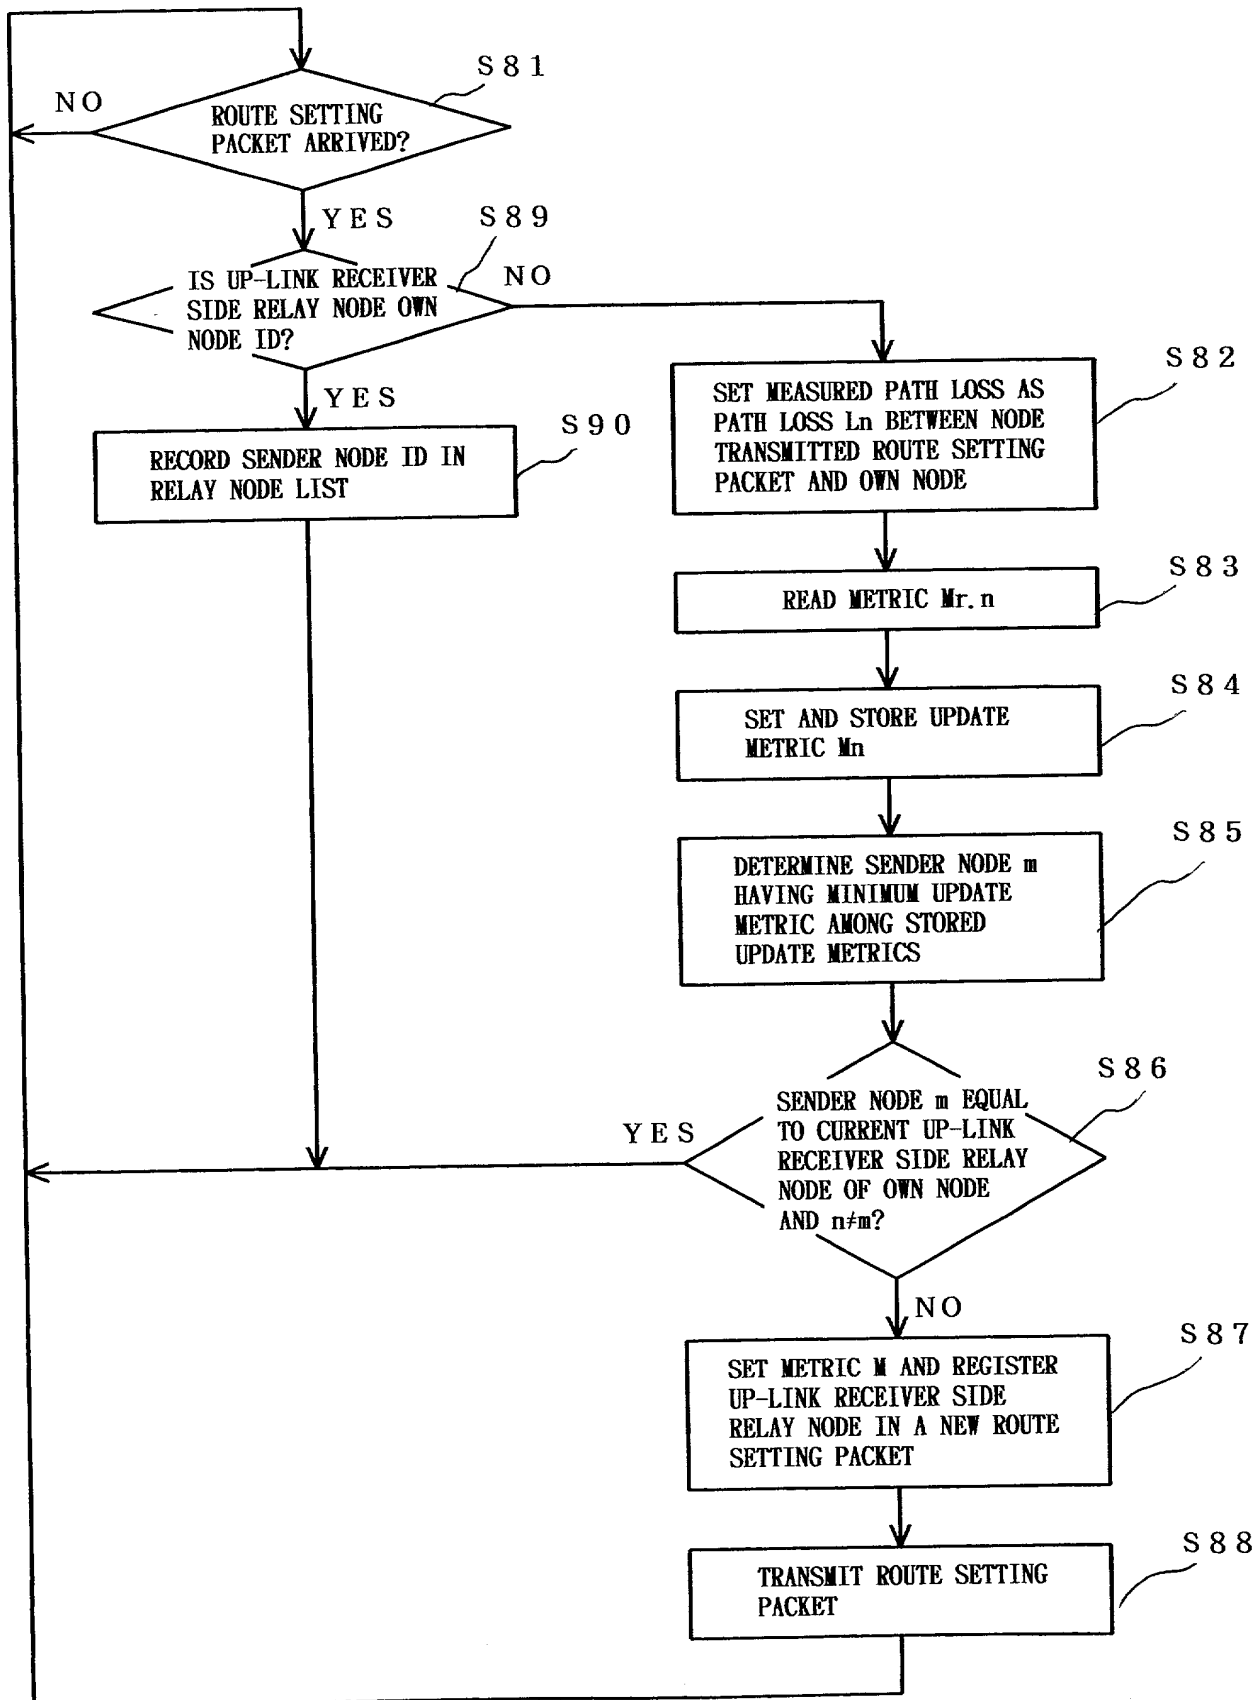 S81
NO
ROUTE SETTING
PACKET ARRIVED?
YES
S89
IS UP-LINK RECEIVER
SIDE RELAY NODE OWN
NODE ID?
NO
YES
S82
SET MEASURED PATH LOSS AS
PATH LOSS Ln BETWEEN NODE
TRANSMITTED ROUTE SETTING
PACKET AND OWN NODE
S90
RECORD SENDER NODE ID IN
RELAY NODE LIST
S83
READ METRIC Mr.n
S84
SET AND STORE UPDATE
METRIC Mn
S85
DETERMINE SENDER NODE m
HAVING MINIMUM UPDATE
METRIC AMONG STORED
UPDATE METRICS
S86
SENDER NODE m EQUAL
TO CURRENT UP-LINK
RECEIVER SIDE RELAY
NODE OF OWN NODE
AND n≠m?
YES
NO
S87
SET METRIC M AND REGISTER
UP-LINK RECEIVER SIDE
RELAY NODE IN A NEW ROUTE
SETTING PACKET
S88
TRANSMIT ROUTE SETTING
PACKET